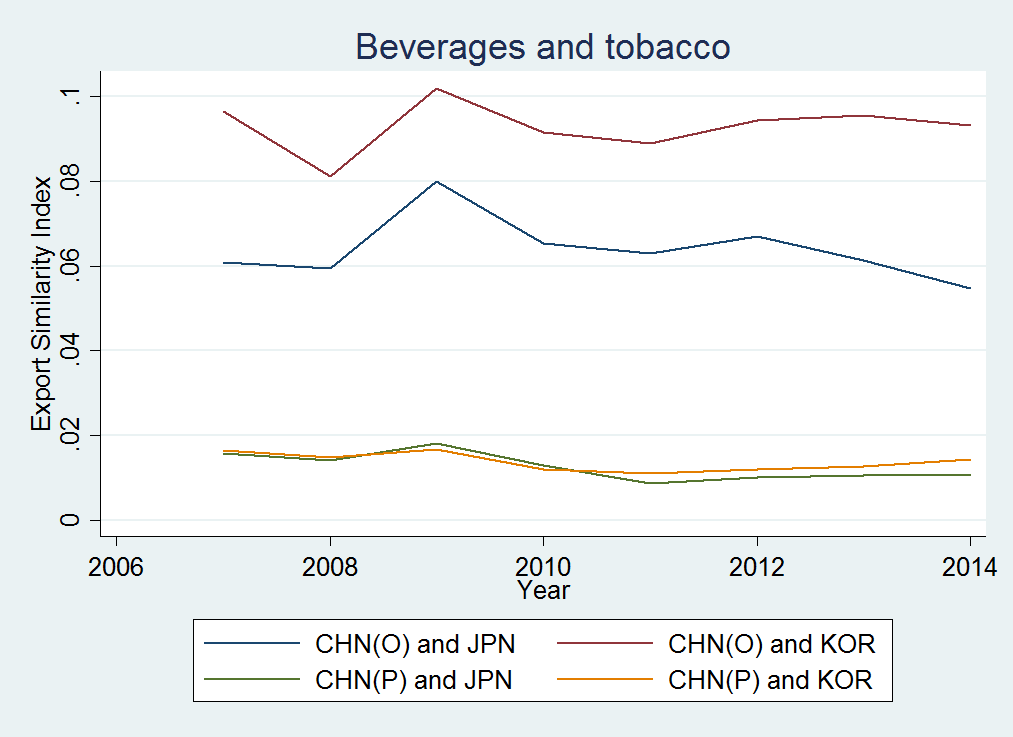 Beverages and tobacco
Export Similarity Index
.1
.08
.06
.04
.02
0
2006 2008 2010 2012 2014
Year
CHN(O) and JPN CHN(O) and KOR
CHN(P) and JPN CHN(P) and KOR